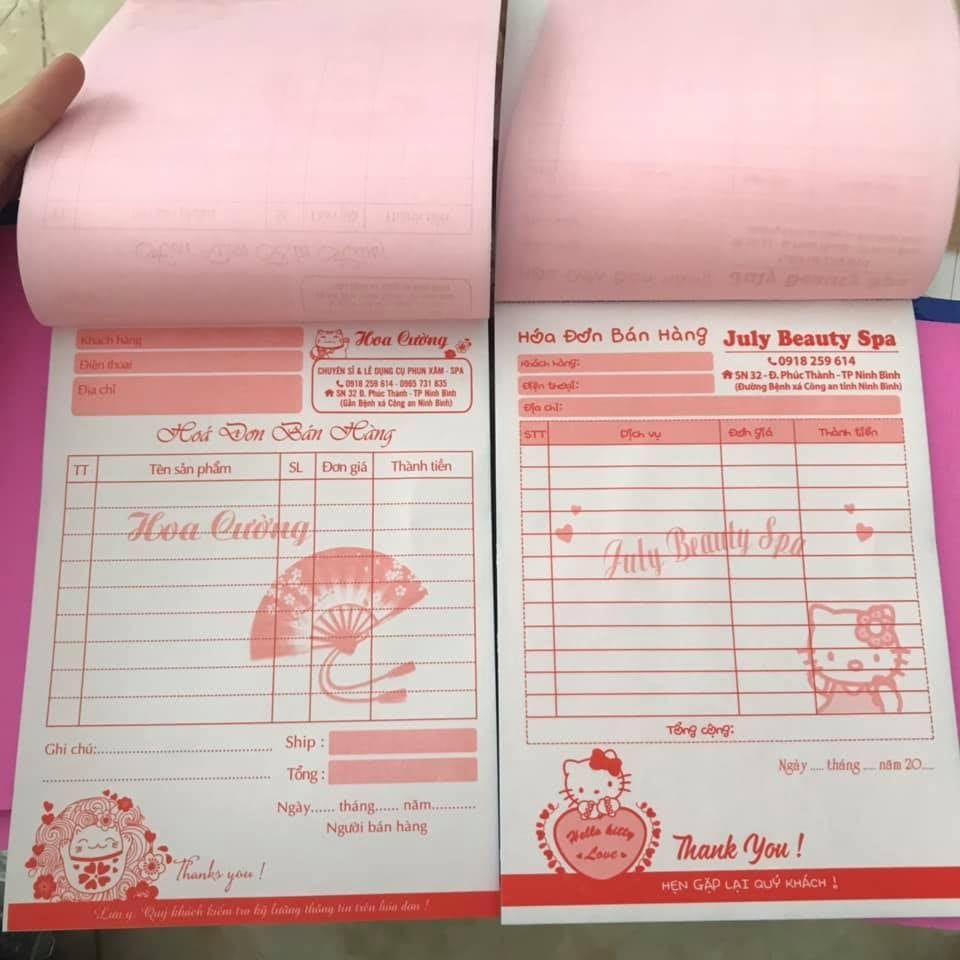 Khách hàng
Điện thoại
Địa chỉ
Hoa Cường
CHUYÊN SỈ & LẺ DỤNG CỤ PHUN XĂM - SPA
0918 259 614 - 0965 731 835
SN 32 Đ. Phúc Thành - TP Ninh Bình
(Gần Bệnh xá Công an Ninh Bình)
Hoá Đơn Bán Hàng
TT Tên sản phẩm SL Đơn giá Thành tiền
Hoa Cường
Ghi chú:
Ship :
Tổng :
Ngày...... tháng...... năm...........
Người bán hàng
Thanks you !
Lưu ý: Quý khách kiểm tra kỹ lưỡng thông tin trên hóa đơn !
Hóa Đơn Bán Hàng
July Beauty Spa
0918 259 614
SN 32 - Đ. Phúc Thành - TP Ninh Bình
(Đường Bệnh xá Công an tỉnh Ninh Bình)
Khách hàng:
Điện thoại:
Địa chỉ:
STT Dịch vụ Đơn giá Thành tiền
July Beauty Spa
Tổng cộng:
Ngày ..... tháng ..... năm 20.....
Hello kitty
Love
Thank You !
HẸN GẶP LẠI QUÝ KHÁCH !